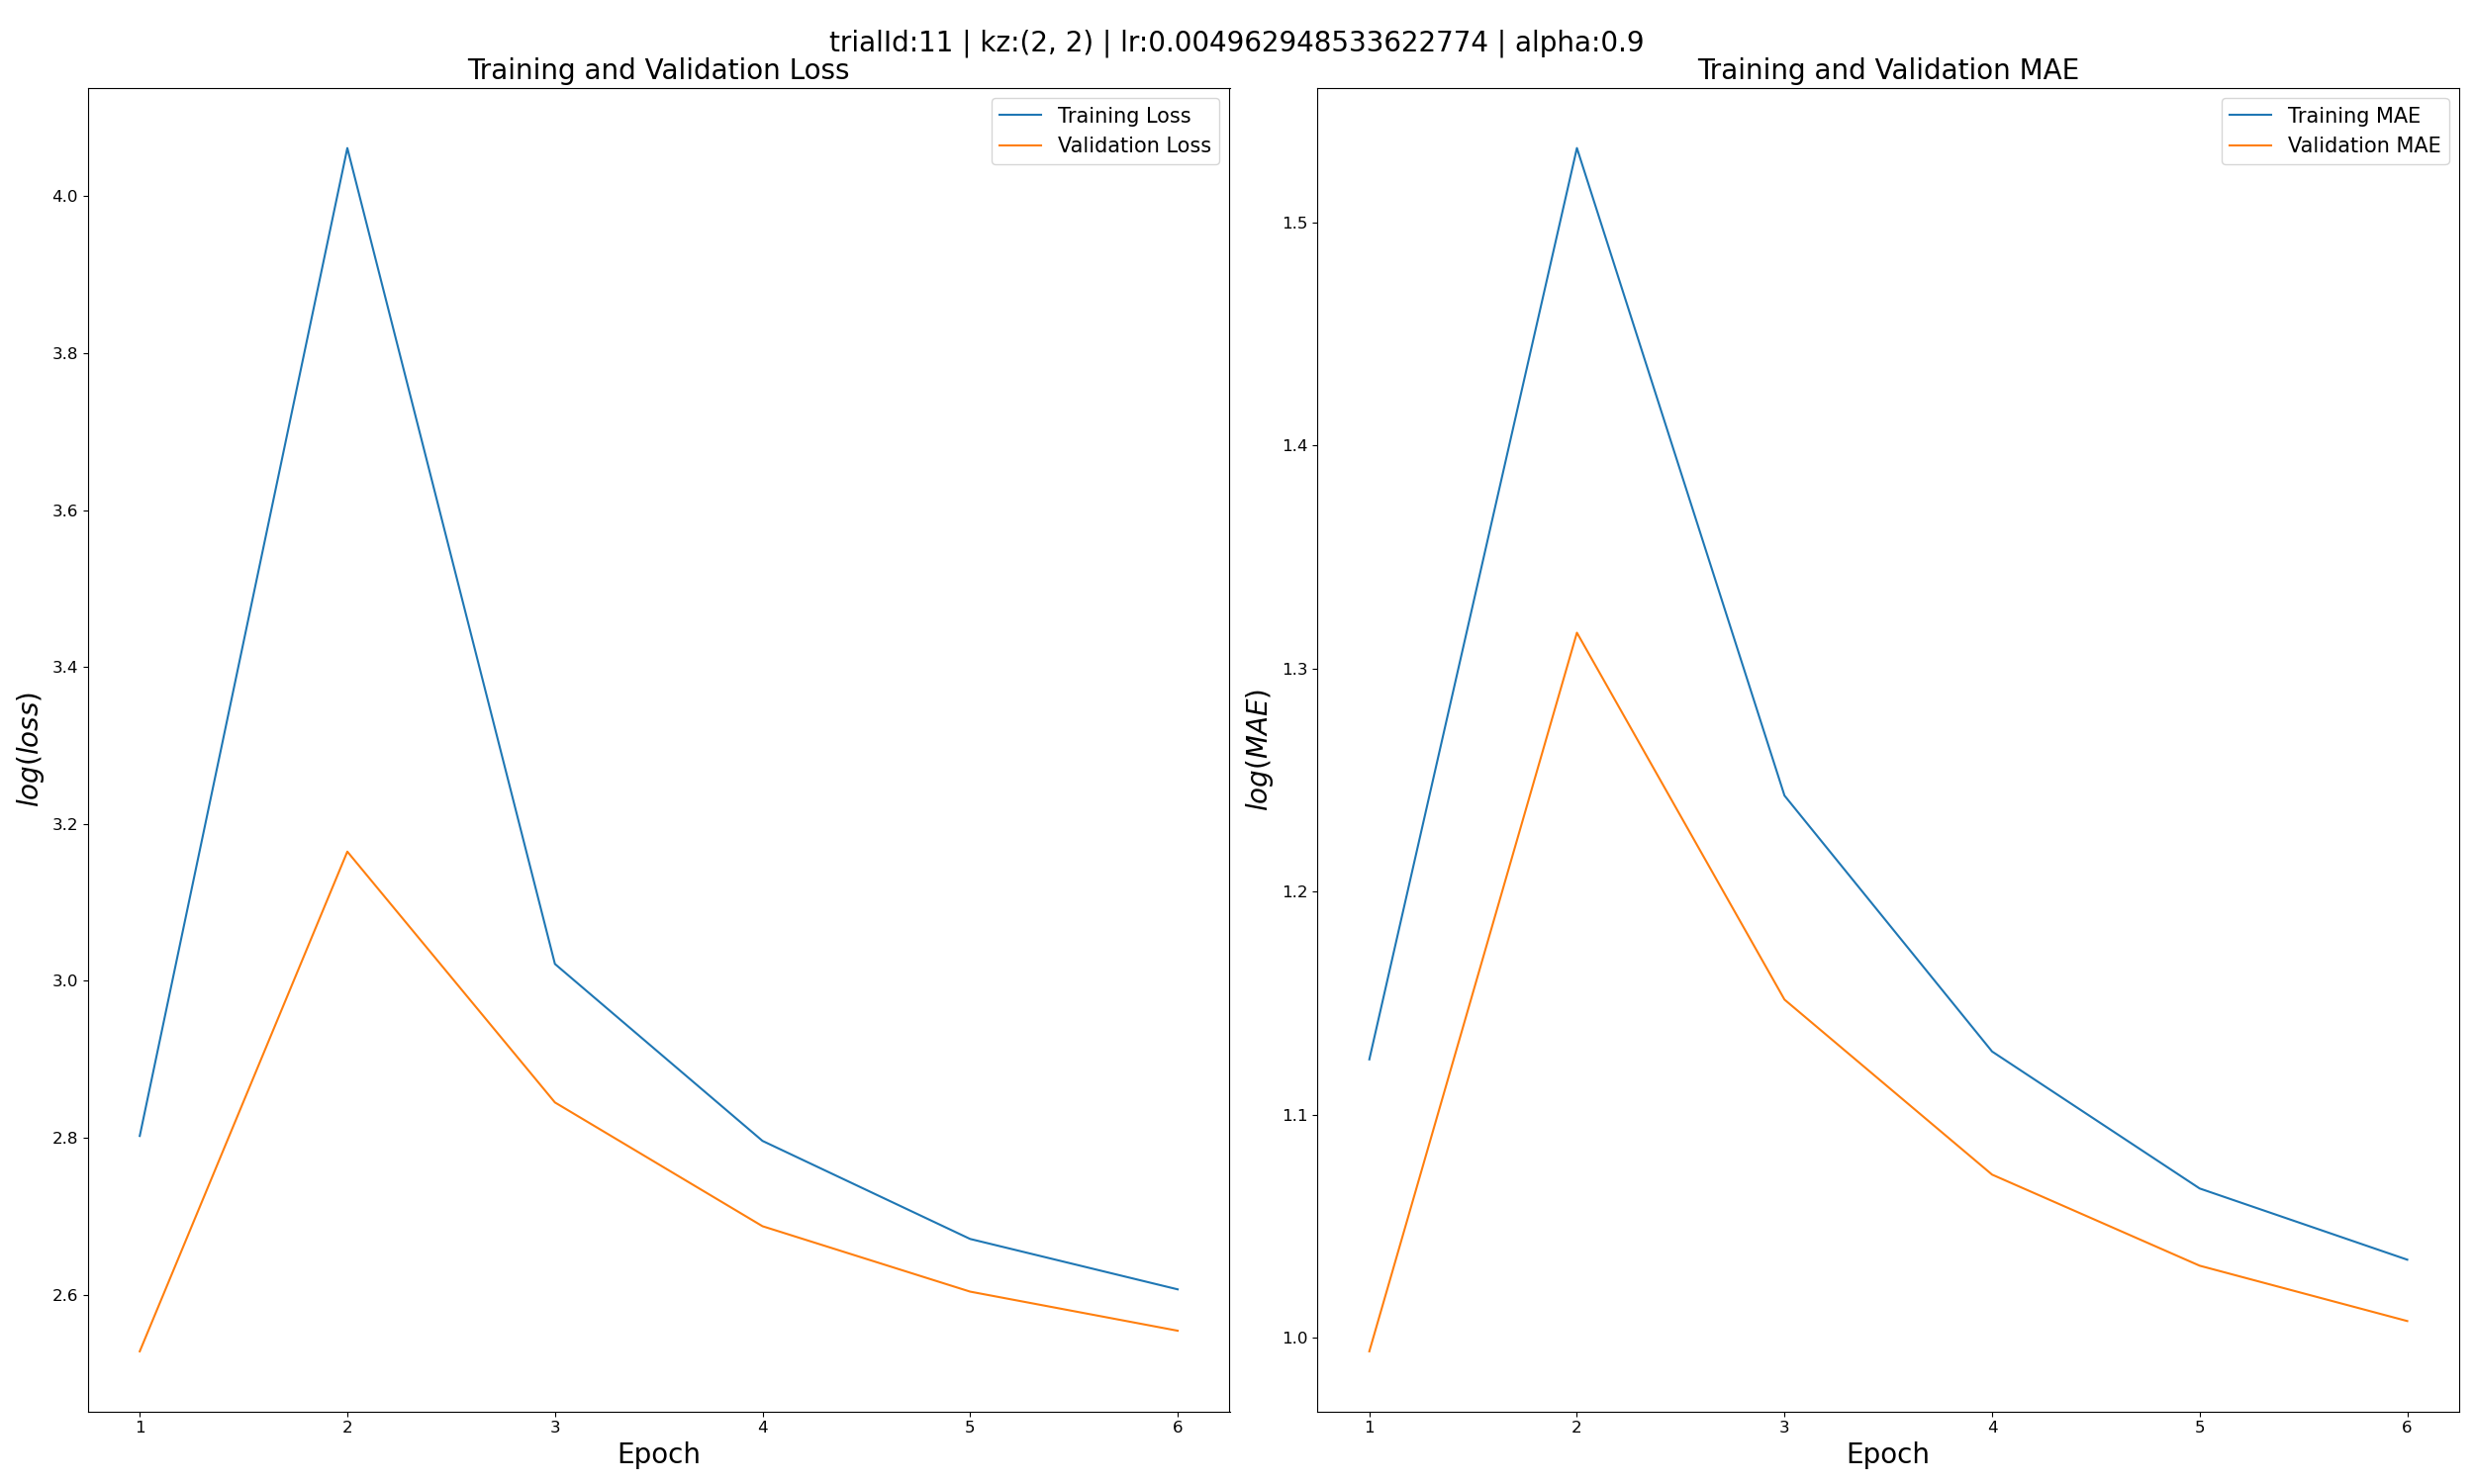 trialId:11 | kz:(2, 2) | lr:0.004962948533622774 | alpha:0.9
Training and Validation Loss
Training Loss
Validation Loss
4.0
3.8
3.6
3.4
3.2
3.0
2.8
2.6
log(loss)
1 2 3 4 5 6
Epoch
Training and Validation MAE
Training MAE
Validation MAE
1.5
1.4
1.3
1.2
1.1
1.0
log(MAE)
1 2 3 4 5 6
Epoch